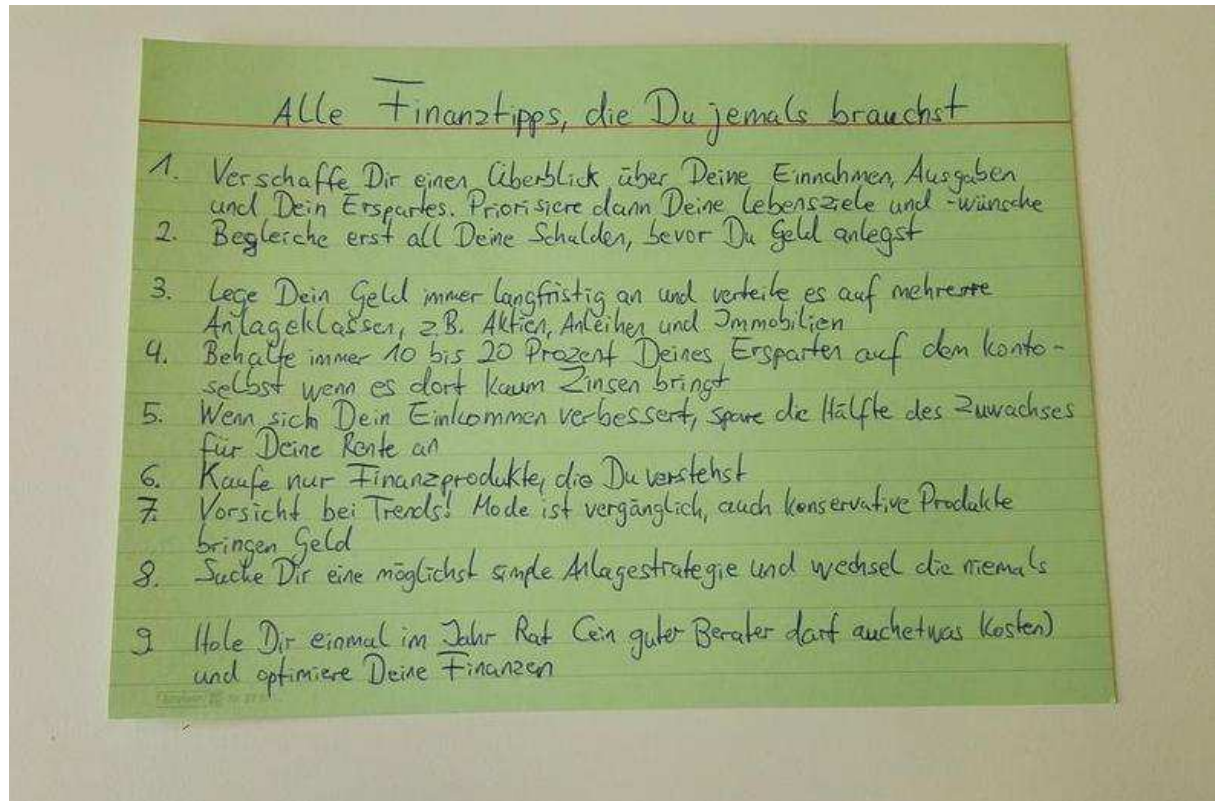 Alle Finanztipps, die Du jemals brauchst
1. Verschaffe Dir einen Überblick über Deine Einnahmen, Ausgaben
und Dein Erspartes. Priorisiere dann Deine Lebensziele und -wünsche
2. Begleiche erst all Deine Schulden, bevor Du Geld anlegst
3. Lege Dein Geld immer langfristig an und verteile es auf mehrere
Anlageklassen, z.B. Aktien, Anleihen und Immobilien
4. Behalte immer 10 bis 20 Prozent Deines Ersparten auf dem Konto -
selbst wenn es dort kaum Zinsen bringt
5. Wenn sich Dein Einkommen verbessert, spare die Hälfte des Zuwachses
für Deine Rente an
6. Kaufe nur Finanzprodukte, die Du verstehst
7. Vorsicht bei Trends! Mode ist vergänglich, auch konservative Produkte
bringen Geld
8. Suche Dir eine möglichst simple Anlagestrategie und wechsel die niemals
9 Hole Dir einmal im Jahr Rat (ein guter Berater darf auch etwas kosten)
und optimiere Deine Finanzen